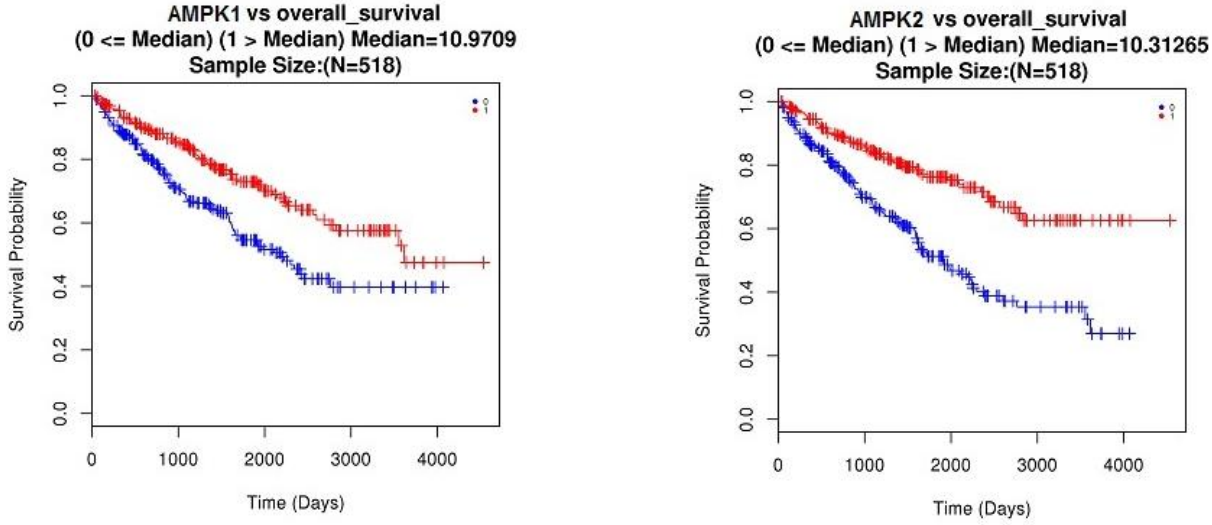 AMPK1 vs overall_survival
(0 <= Median) (1 > Median) Median=10.9709
Sample Size:(N=518)
0
1
1.0
0.8
0.6
0.4
0.2
0.0
Survival Probability
0 1000 2000 3000 4000
Time (Days)
AMPK2 vs overall_survival
(0 <= Median) (1 > Median) Median=10.31265
Sample Size:(N=518)
0
1
1.0
0.8
0.6
0.4
0.2
0.0
Survival Probability
0 1000 2000 3000 4000
Time (Days)